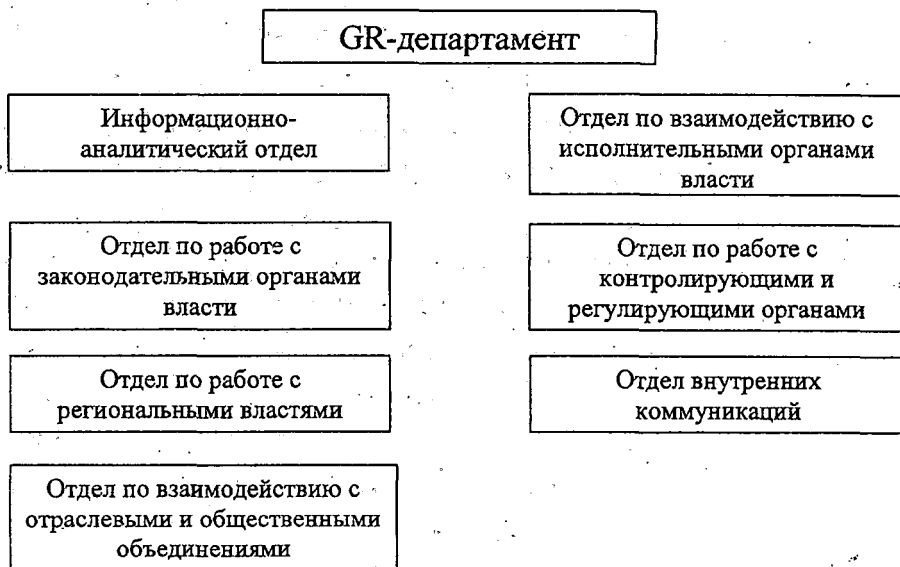 GR-департамент
Информационно-
аналитический отдел
Отдел по взаимодействию с
исполнительными органами
власти
Отдел по работе с
законодательными органами
власти
Отдел по работе с
контролирующими и
регулирующими органами
Отдел по работе с
региональными властями
Отдел внутренних
коммуникаций
Отдел по взаимодействию с
отраслевыми и общественными
объединениями